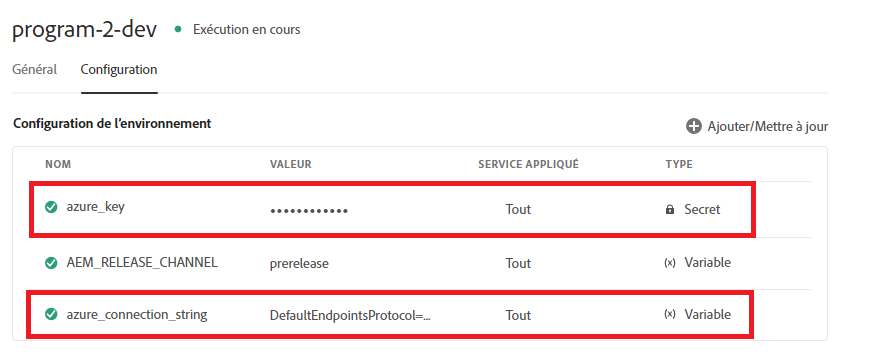 program-2-dev Exécution en cours
Général Configuration
Configuration de l'environnement Ajouter/Mettre à jour
NOM VALEUR SERVICE APPLIQUÉ TYPE
azure_key •••••••••••• Tout Secret
AEM_RELEASE_CHANNEL prerelease Tout (x) Variable
azure_connection_string DefaultEndpointsProtocol=... Tout (x) Variable